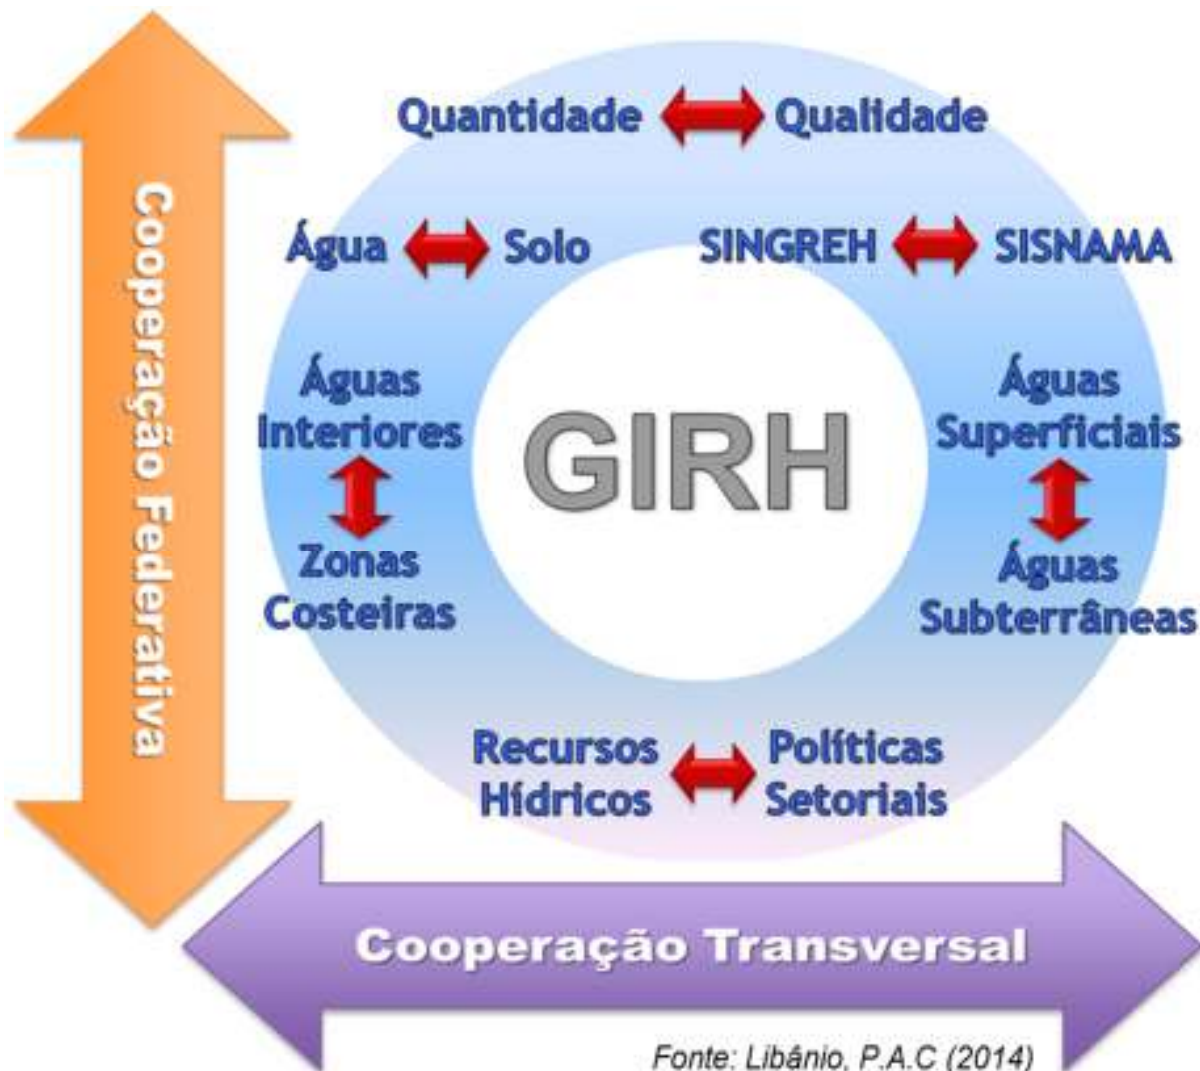 Cooperação Federativa
Quantidade Qualidade
Água Solo
SINGREH SISNAMA
Águas
Interiores
Zonas
Costeiras
GIRH
Águas
Superficiais
Águas
Subterrâneas
Recursos
Hídricos
Políticas
Setoriais
Cooperação Transversal
Fonte: Libânio, P.A.C (2014)